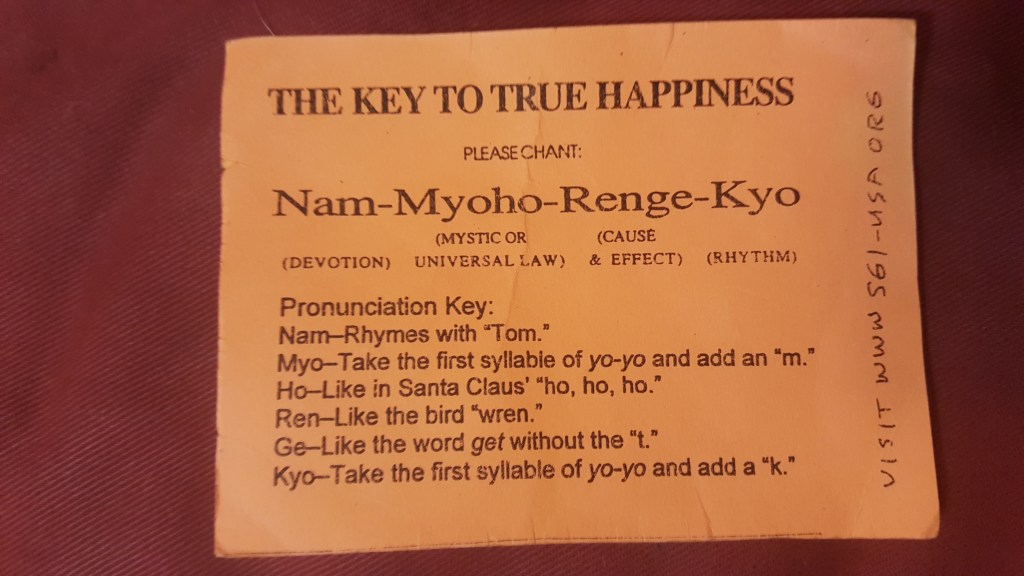 THE KEY TO TRUE HAPPINESS
PLEASE CHANT:
Nam-Myoho-Renge-Kyo
(MYSTIC OR (CAUSE
(DEVOTION) UNIVERSAL LAW) & EFFECT) (RHYTHM)
Pronunciation Key:
Nam–Rhymes with “Tom.”
Myo–Take the first syllable of yo-yo and add an “m.”
Ho–Like in Santa Claus’ “ho, ho, ho.”
Ren–Like the bird “wren.”
Ge–Like the word get without the “t.”
Kyo–Take the first syllable of yo-yo and add a “k.”
VISIT WWW SGI-USA ORG